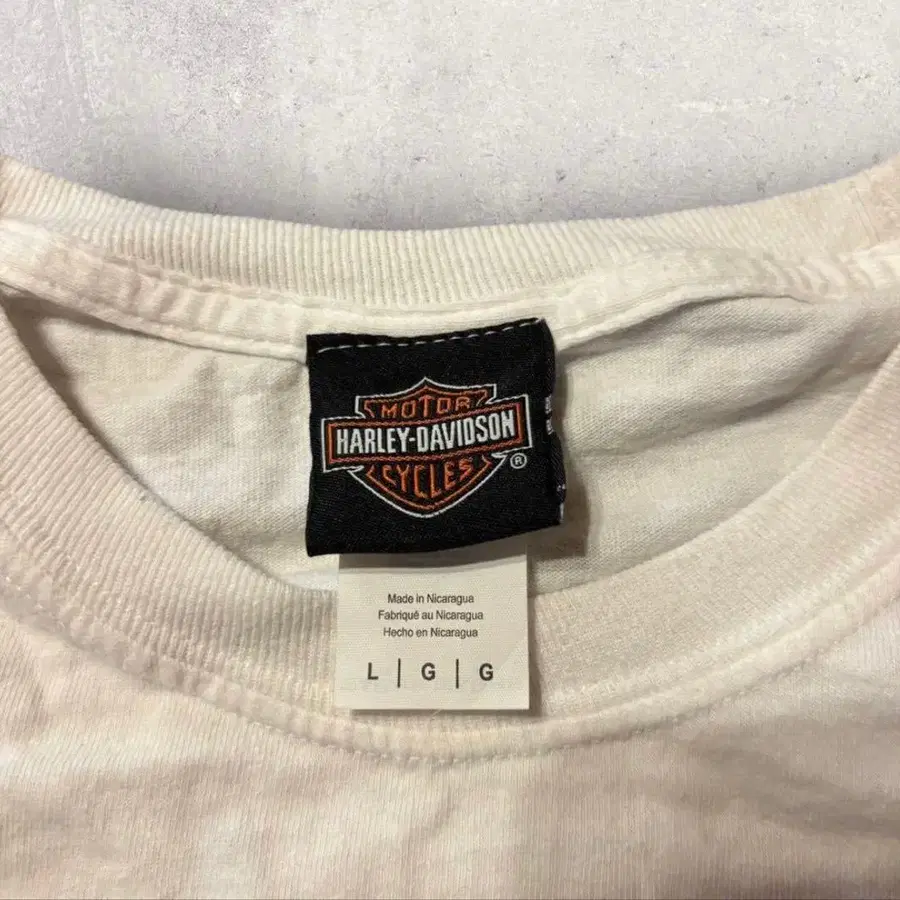 MOTOR
HARLEY-DAVIDSON
CYCLES
®
Made in Nicaragua
Fabriqué au Nicaragua
Hecho en Nicaragua
L | G | G